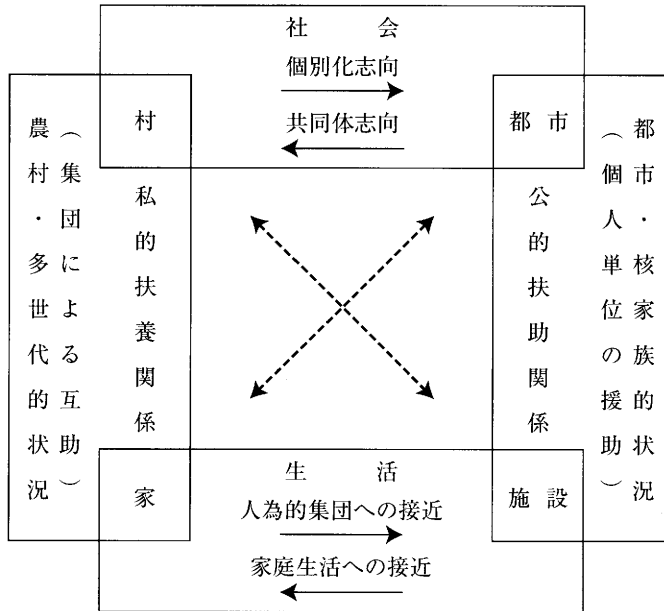 社会
個別化志向
共同体志向
村
都市
農村・多世代的状況
(集団による互助)
私的扶養関係
公的扶助関係
都市・核家族的状況
(個人単位の援助)
家
施設
生活
人為的集団への接近
家庭生活への接近